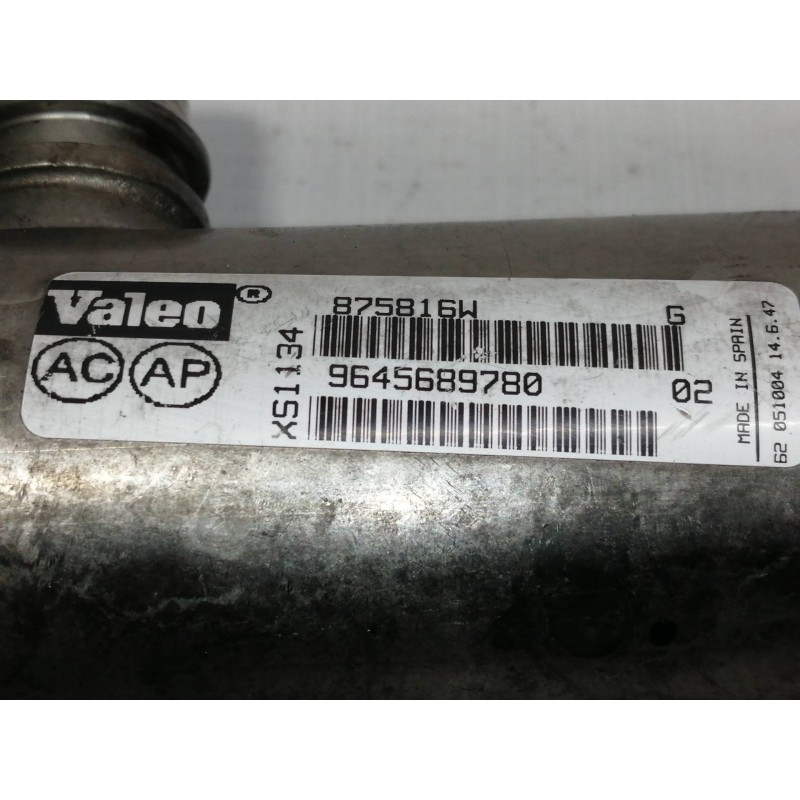 Valeo®
AC AP
XS1134
875816W G
9645689780 02
MADE IN SPAIN
62 051004 14.6.47